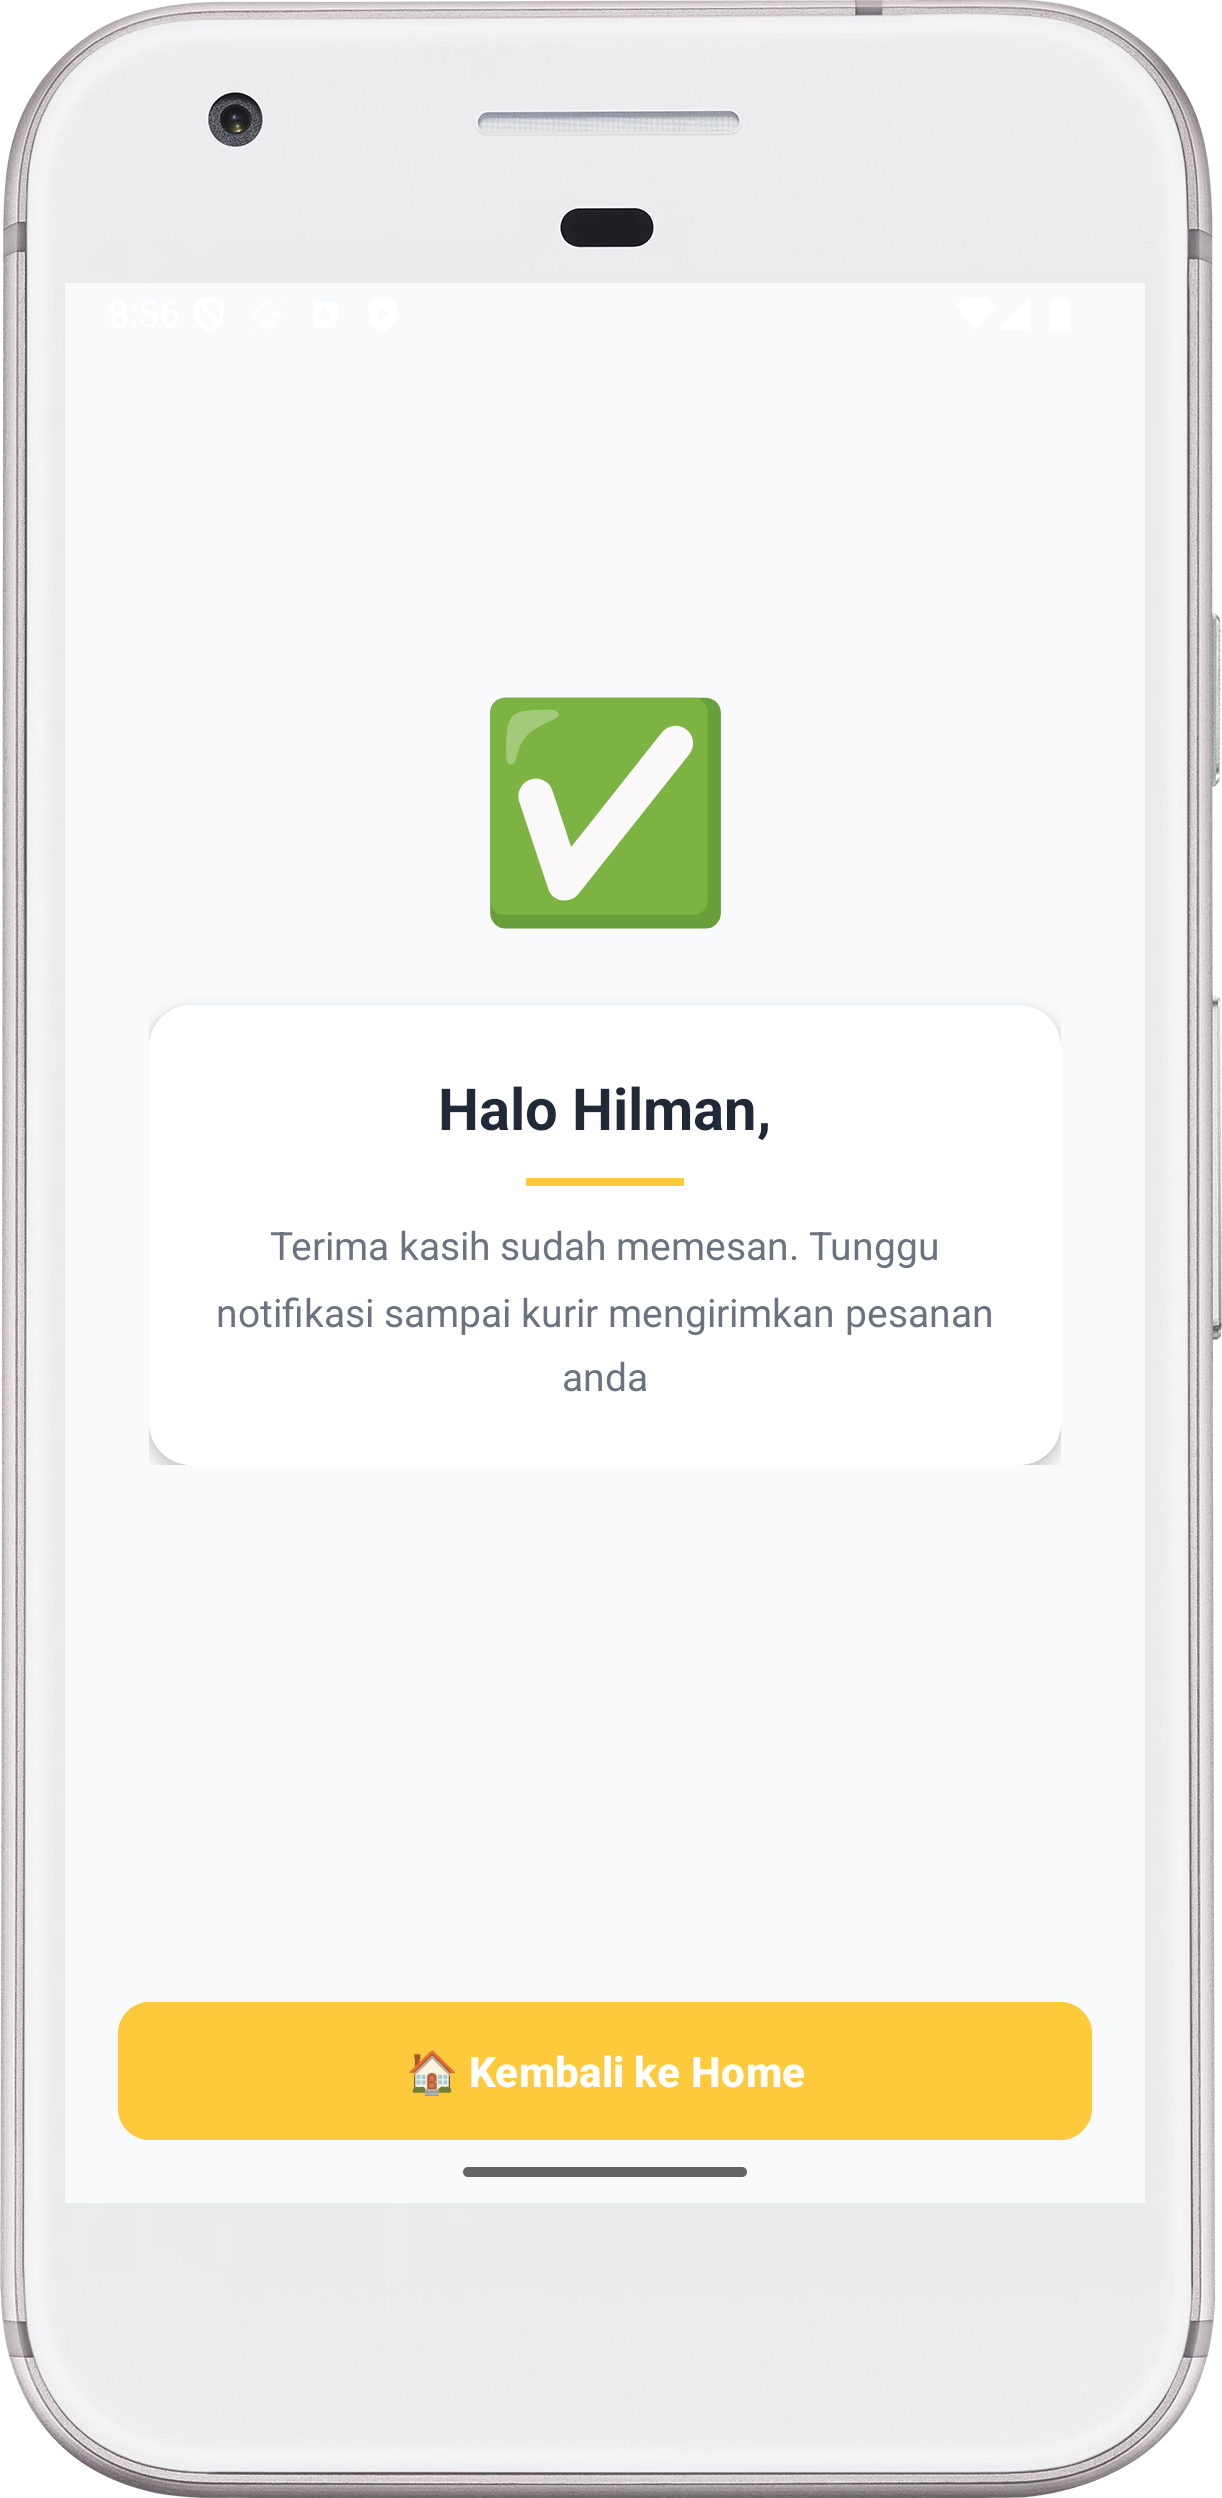 8:56
Halo Hilman,
Terima kasih sudah memesan. Tunggu
notifikasi sampai kurir mengirimkan pesanan
anda
Kembali ke Home